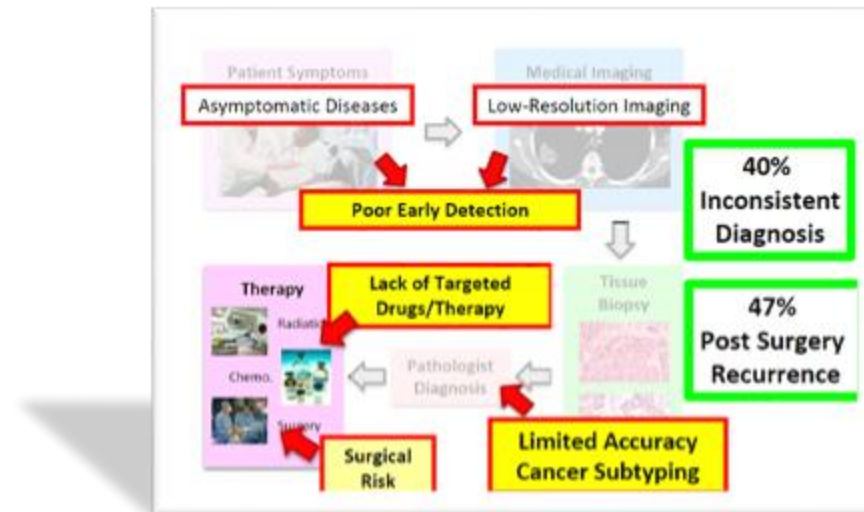 Patient Symptoms
Medical Imaging
Asymptomatic Diseases
Low-Resolution Imaging
Poor Early Detection
40%
Inconsistent
Diagnosis
Therapy
Lack of Targeted
Drugs/Therapy
Tissue
Biopsy
47%
Post Surgery
Recurrence
Radiatio
Chemo.
Pathologist
Diagnosis
Surgery
Surgical
Risk
Limited Accuracy
Cancer Subtyping